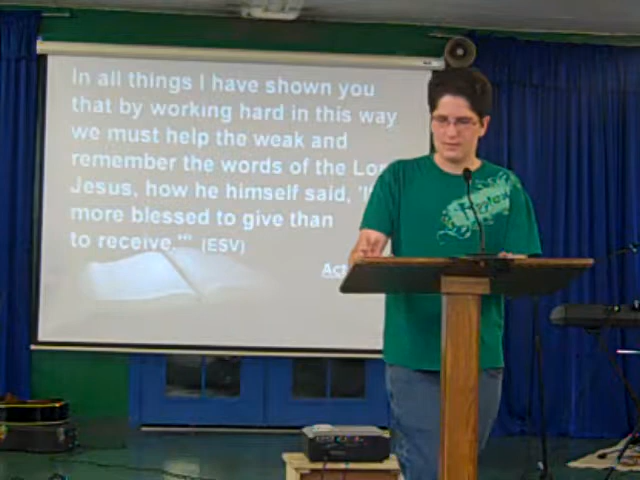 In all things I have shown you
that by working hard in this way
we must help the weak and
remember the words of the Lor
Jesus, how he himself said, 'I
more blessed to give than
to receive.'" (ESV)
Act